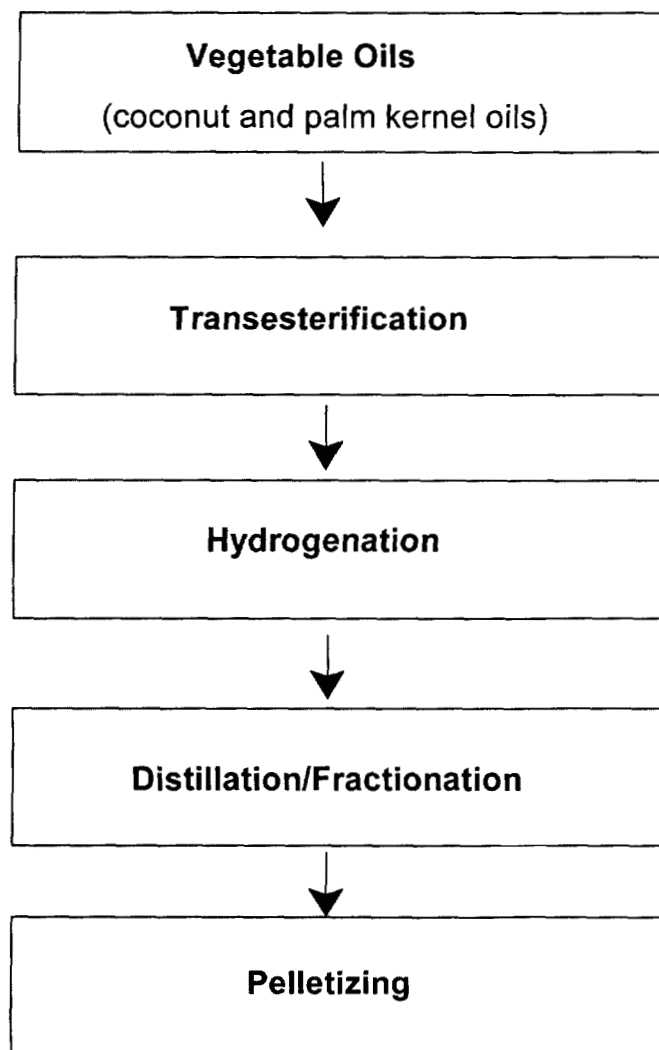 Vegetable Oils
(coconut and palm kernel oils)
Transesterification
Hydrogenation
Distillation/Fractionation
Pelletizing